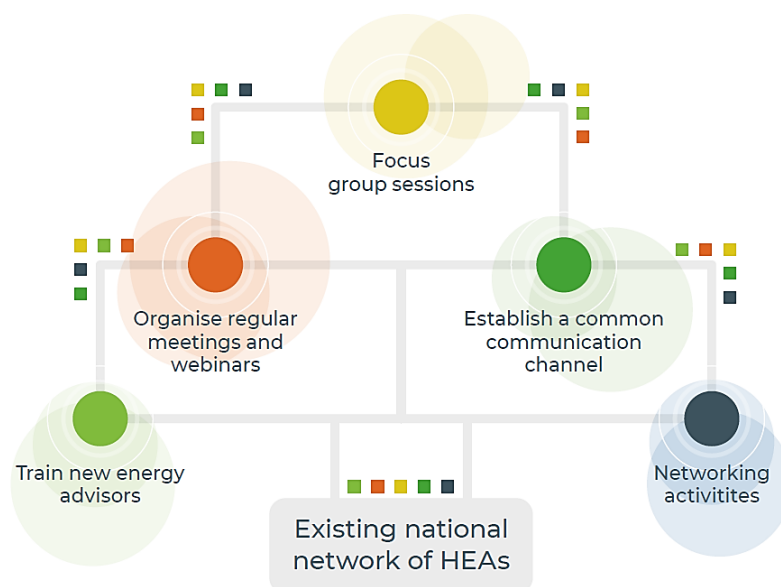 Focus
group sessions
Organise regular
meetings and
webinars
Establish a common
communication
channel
Train new energy
advisors
Networking
activitites
Existing national
network of HEAs